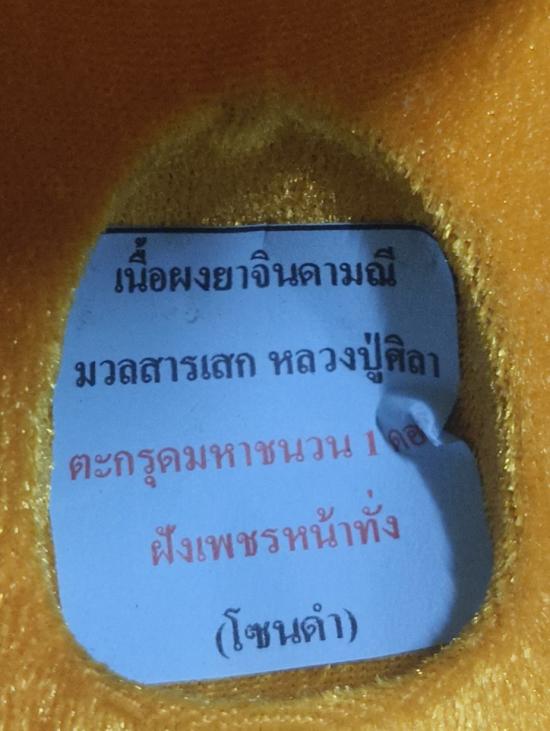 เนื้อผงยาจินดามณี
มวลสารเสก หลวงปู่ศิลา
ตะกรุดมหาชนวน 1 ดอก
ฝังเพชรหน้าทั่ง
(โซนดำ)